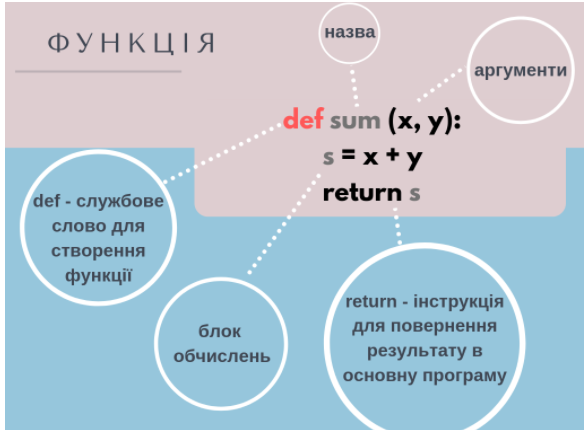 ФУНКЦІЯ
назва
аргументи
def sum (x, y):
s = x + y
return s
def - службове
слово для
створення
функції
блок
обчислень
return - інструкція
для повернення
результату в
основну програму